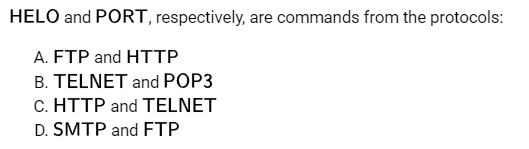 HELO and PORT, respectively, are commands from the protocols:
A. FTP and HTTP
B. TELNET and POP3
C. HTTP and TELNET
D. SMTP and FTP